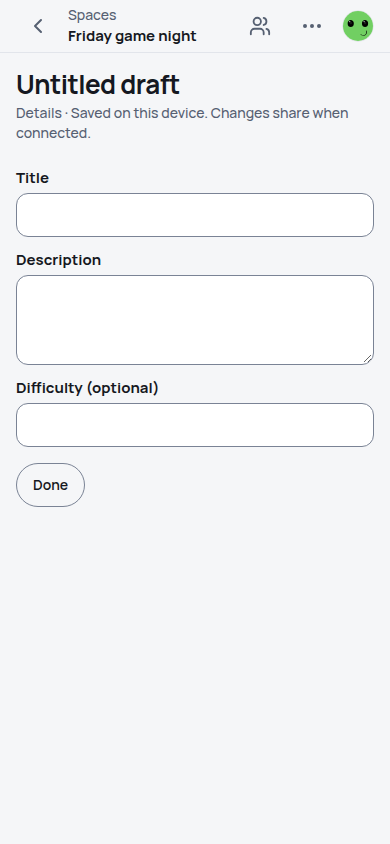 Spaces
Friday game night
Untitled draft
Details · Saved on this device. Changes share when
connected.
Title
Description
Difficulty (optional)
Done